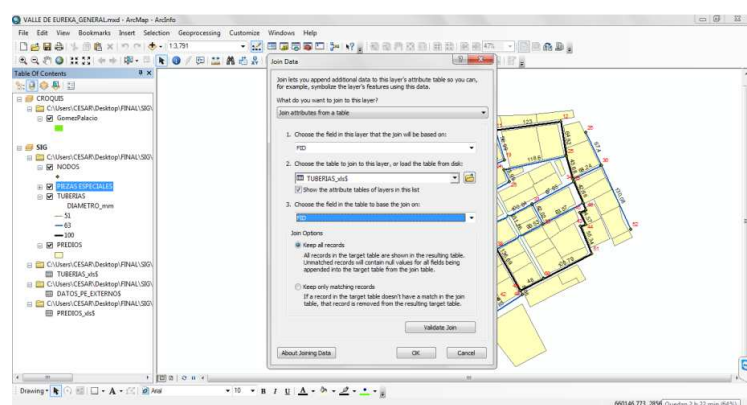 VALLE DE EUREKA_GENERAL.mxd - ArcMap - ArcInfo
File Edit View Bookmarks Insert Selection Geoprocessing Customize Windows Help
1:3,791
47%
Table Of Contents
CROQUIS
C:\Users\CESAR\Desktop\FINAL\SIG\
GomezPalacio
SIG
C:\Users\CESAR\Desktop\FINAL\SIG\
NODOS
PIEZAS ESPECIALES
TUBERIAS
DIAMETRO_mm
51
63
100
PREDIOS
C:\Users\CESAR\Desktop\FINAL\SIG\
TUBERIAS_xls$
C:\Users\CESAR\Desktop\FINAL\SIG\
DATOS_PE_EXTERNO$
C:\Users\CESAR\Desktop\FINAL\SIG\
PREDIOS_xls$
Join Data
Join lets you append additional data to this layer's attribute table so you can,
for example, symbolize the layer's features using this data.
What do you want to join to this layer?
Join attributes from a table
1. Choose the field in this layer that the join will be based on:
FID
2. Choose the table to join to this layer, or load the table from disk:
TUBERIAS_xls$
Show the attribute tables of layers in this list
3. Choose the field in the table to base the join on:
FID
Join Options
Keep all records
All records in the target table are shown in the resulting table.
Unmatched records will contain null values for all fields being
appended into the target table from the join table.
Keep only matching records
If a record in the target table doesn't have a match in the join
table, that record is removed from the resulting target table.
Validate Join
About Joining Data
OK
Cancel
123
118.6
67.4
Drawing
Arial
10
B I U A